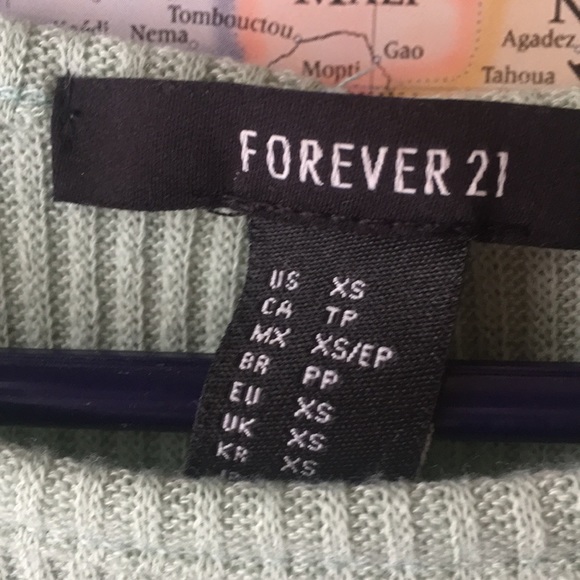 MALI
Tombouctou
Nema
Gao
Agadez
Mopti
Tahoua
FOREVER 21
US XS
CA TP
MX XS/EP
BR PP
EU XS
UK XS
KR XS